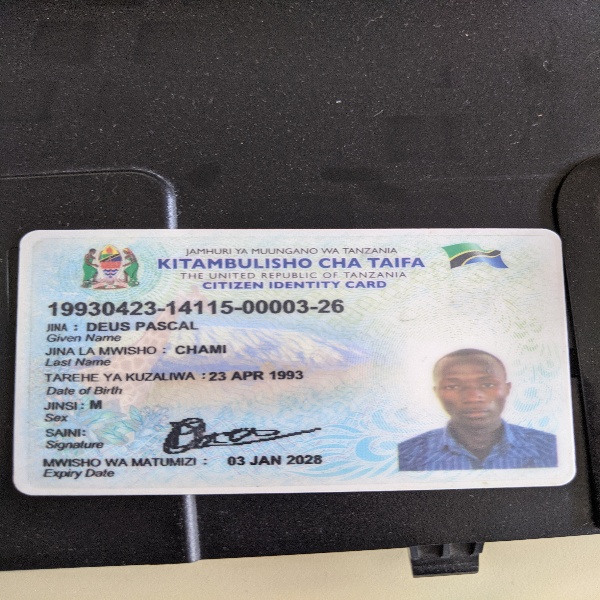 JAMHURI YA MUUNGANO WA TANZANIA
KITAMBULISHO CHA TAIFA
THE UNITED REPUBLIC OF TANZANIA
CITIZEN IDENTITY CARD
19930423-14115-00003-26
JINA : DEUS PASCAL
Given Name
JINA LA MWISHO : CHAMI
Last Name
TAREHE YA KUZALIWA : 23 APR 1993
Date of Birth
JINSI : M
Sex
SAINI:
Signature
MWISHO WA MATUMIZI : 03 JAN 2028
Expiry Date